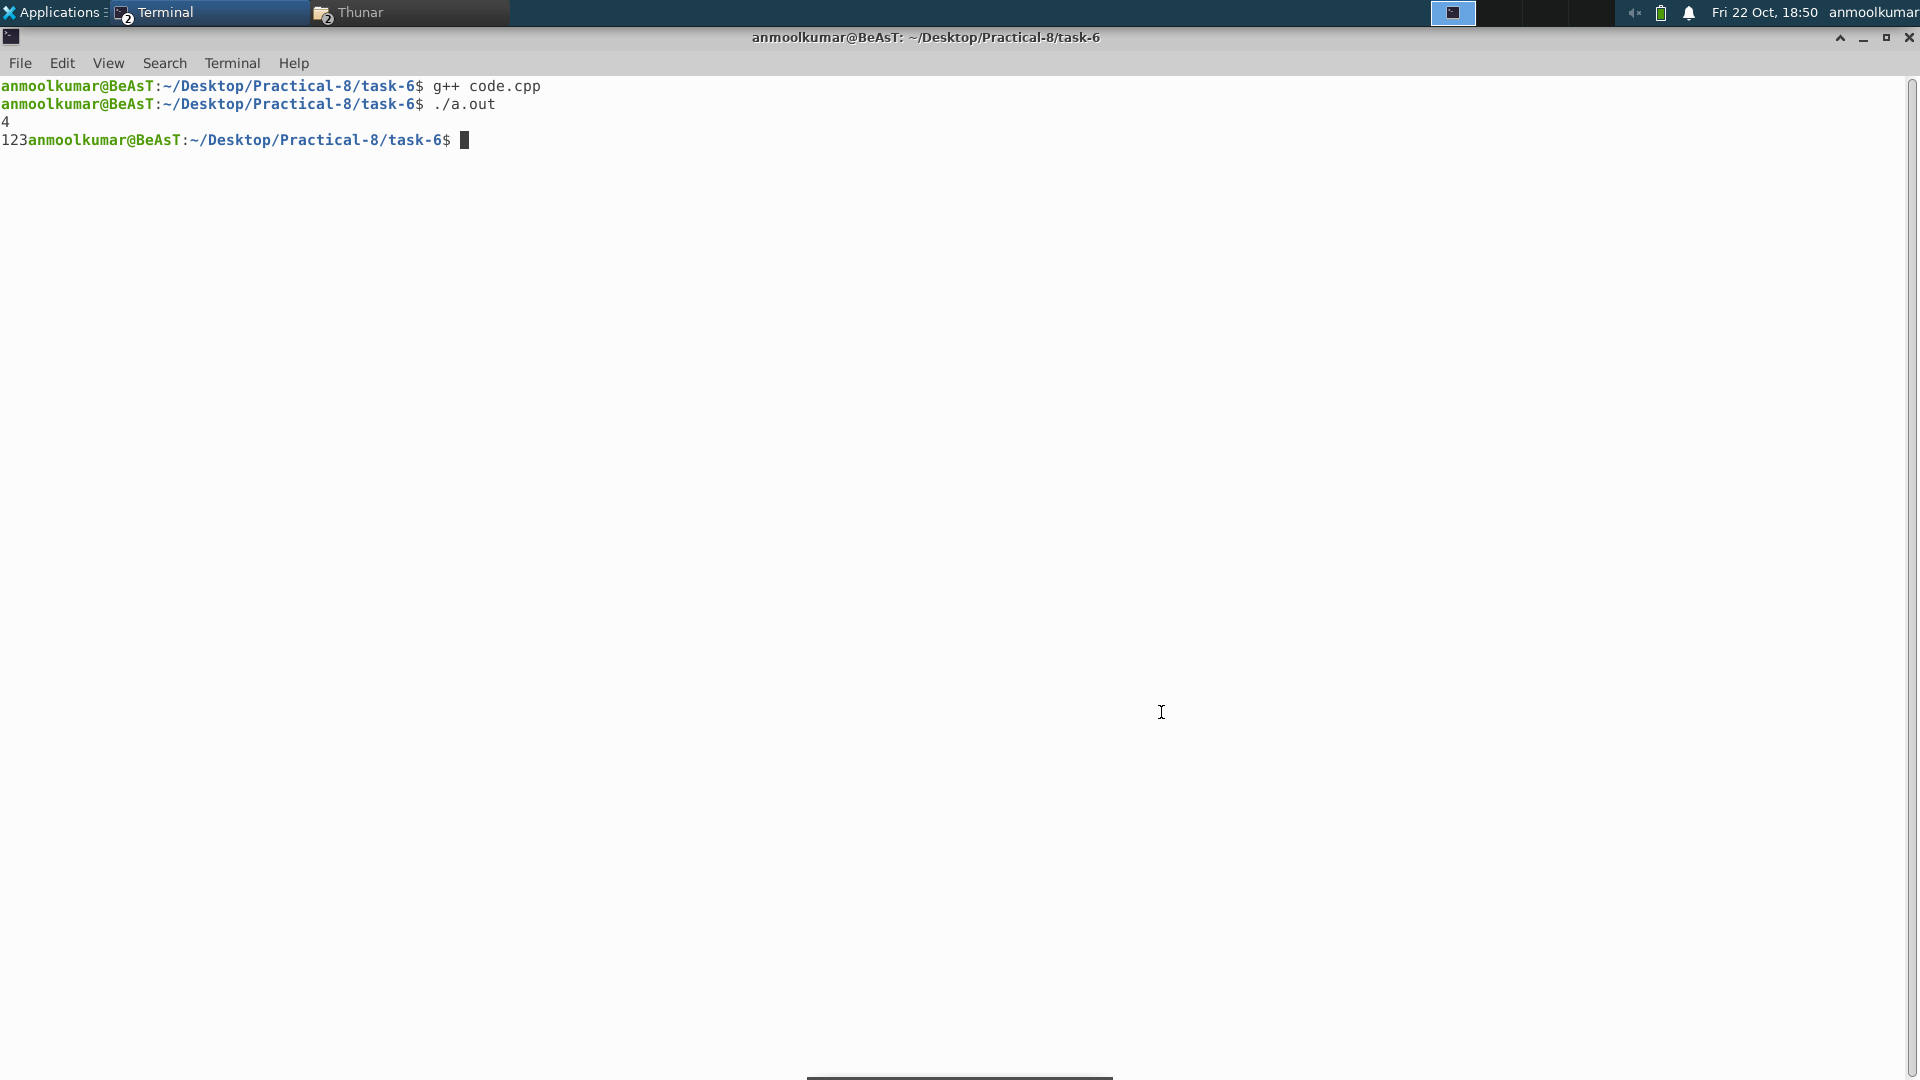 Applications 2 Terminal 2 Thunar Fri 22 Oct, 18:50 anmoolkumar
anmoolkumar@BeAsT: ~/Desktop/Practical-8/task-6
File Edit View Search Terminal Help
anmoolkumar@BeAsT:~/Desktop/Practical-8/task-6$ g++ code.cpp
anmoolkumar@BeAsT:~/Desktop/Practical-8/task-6$ ./a.out
4
123anmoolkumar@BeAsT:~/Desktop/Practical-8/task-6$